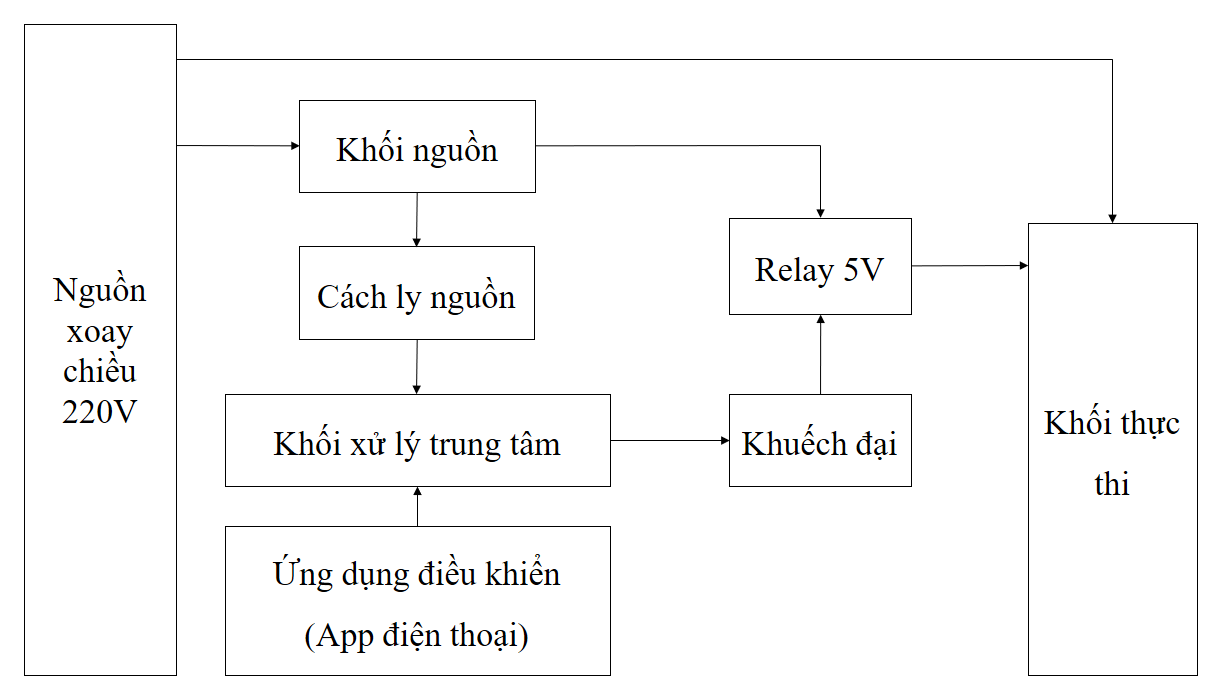 Nguồn
xoay
chiều
220V
Khối nguồn
Cách ly nguồn
Khối xử lý trung tâm
Ứng dụng điều khiển
(App điện thoại)
Relay 5V
Khuếch đại
Khối thực
thi